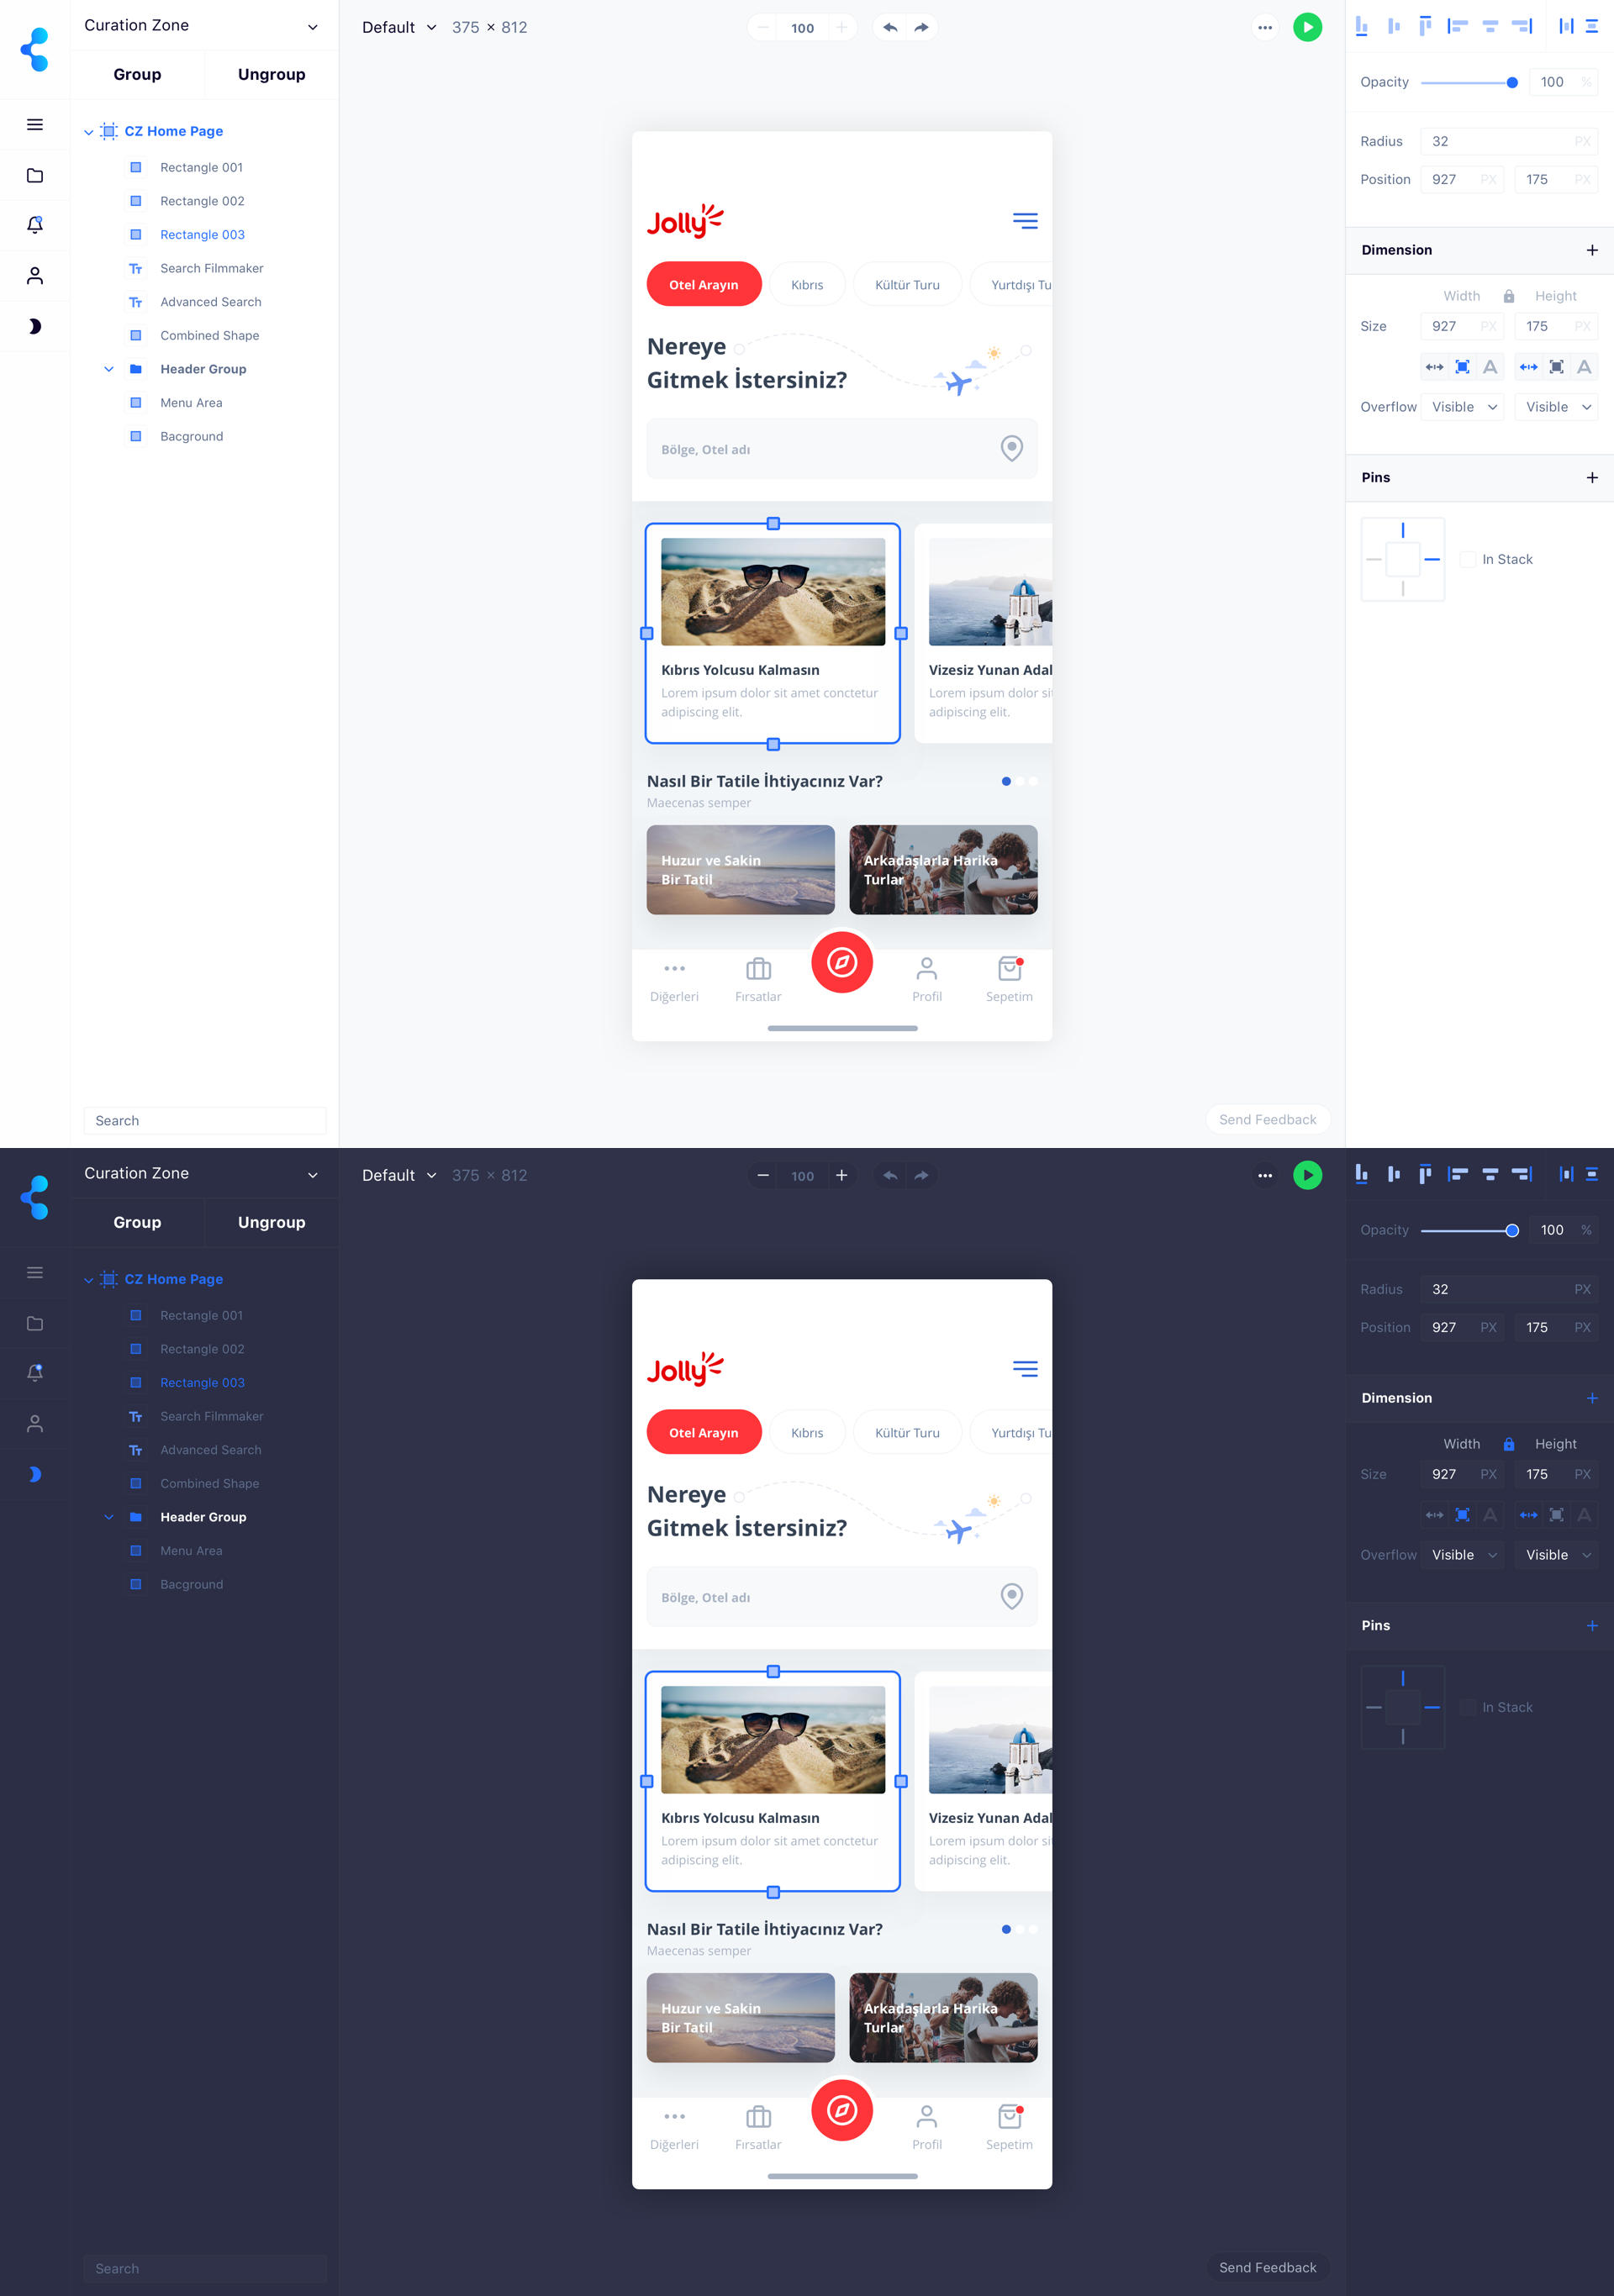 Curation Zone
Group Ungroup
CZ Home Page
Rectangle 001
Rectangle 002
Rectangle 003
Search Filmmaker
Advanced Search
Combined Shape
Header Group
Menu Area
Bacground
Search
Default 375 × 812
100
Jolly
Otel Arayın Kıbrıs Kültür Turu Yurtdışı Tu
Nereye
Gitmek İstersiniz?
Bölge, Otel adı
Kıbrıs Yolcusu Kalmasın
Lorem ipsum dolor sit amet conctetur
adipiscing elit.
Vizesiz Yunan Adal
Lorem ipsum dolor sit
adipiscing elit.
Nasıl Bir Tatile İhtiyacınız Var?
Maecenas semper
Huzur ve Sakin
Bir Tatil
Arkadaşlarla Harika
Turlar
Diğerleri Fırsatlar Profil Sepetim
Send Feedback
Opacity 100 %
Radius 32 PX
Position 927 PX 175 PX
Dimension
Width Height
Size 927 PX 175 PX
A A
Overflow Visible Visible
Pins
In Stack
Curation Zone
Group Ungroup
CZ Home Page
Rectangle 001
Rectangle 002
Rectangle 003
Search Filmmaker
Advanced Search
Combined Shape
Header Group
Menu Area
Bacground
Search
Default 375 × 812
100
Jolly
Otel Arayın Kıbrıs Kültür Turu Yurtdışı Tu
Nereye
Gitmek İstersiniz?
Bölge, Otel adı
Kıbrıs Yolcusu Kalmasın
Lorem ipsum dolor sit amet conctetur
adipiscing elit.
Vizesiz Yunan Adal
Lorem ipsum dolor sit
adipiscing elit.
Nasıl Bir Tatile İhtiyacınız Var?
Maecenas semper
Huzur ve Sakin
Bir Tatil
Arkadaşlarla Harika
Turlar
Diğerleri Fırsatlar Profil Sepetim
Send Feedback
Opacity 100 %
Radius 32 PX
Position 927 PX 175 PX
Dimension
Width Height
Size 927 PX 175 PX
A A
Overflow Visible Visible
Pins
In Stack